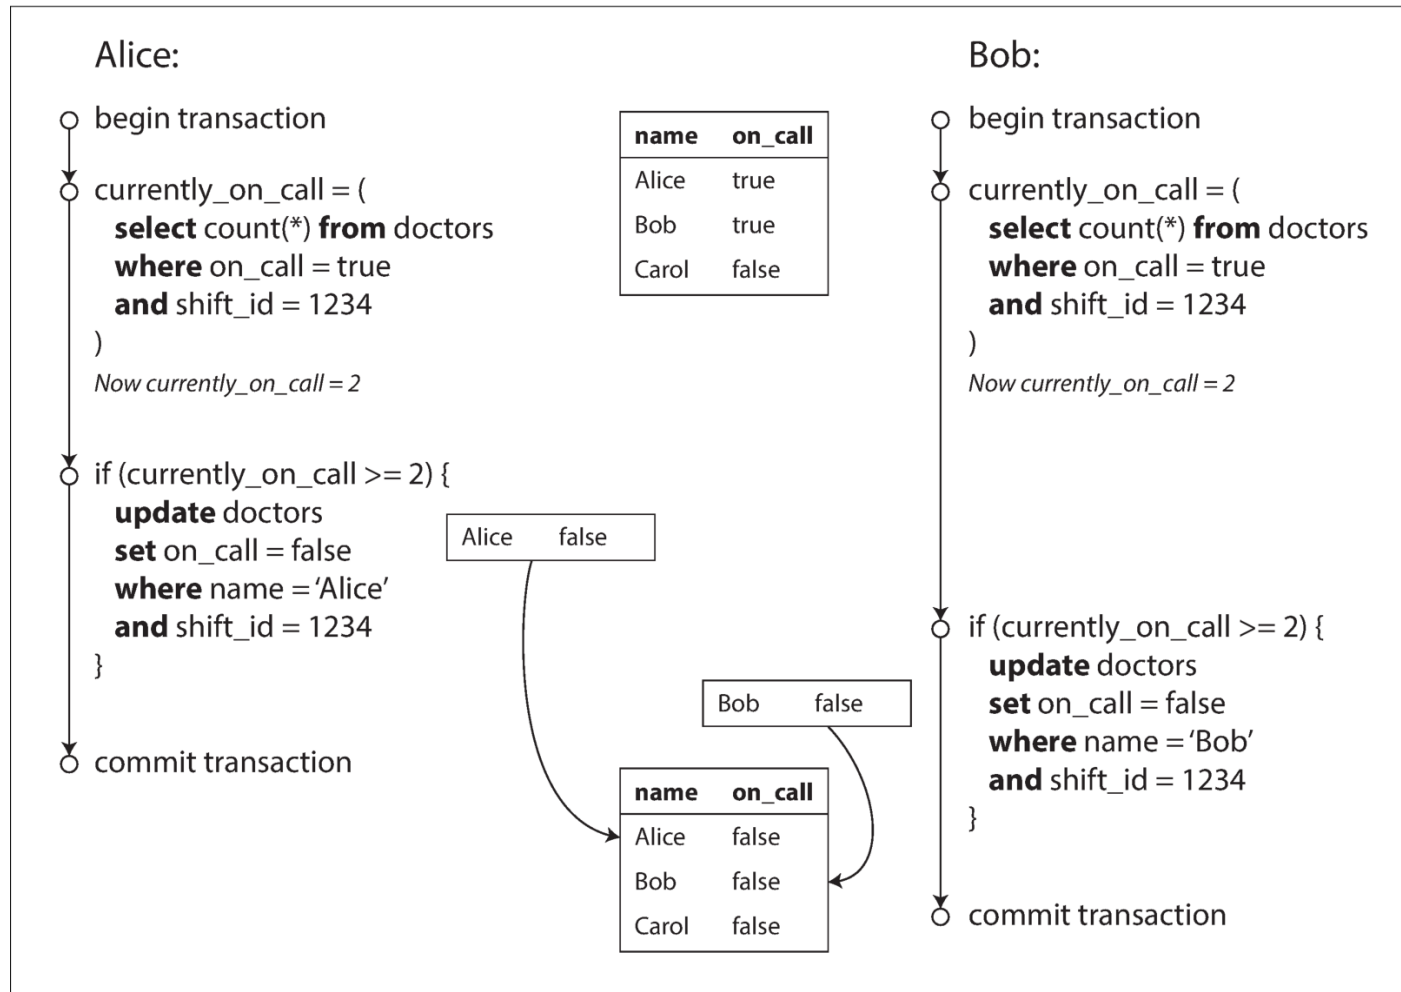 Alice:
begin transaction
currently_on_call = (
select count(*) from doctors
where on_call = true
and shift_id = 1234
)
Now currently_on_call = 2
if (currently_on_call >= 2) {
update doctors
set on_call = false
where name = ‘Alice’
and shift_id = 1234
}
commit transaction
name on_call
Alice true
Bob true
Carol false
Alice false
Bob false
name on_call
Alice false
Bob false
Carol false
Bob:
begin transaction
currently_on_call = (
select count(*) from doctors
where on_call = true
and shift_id = 1234
)
Now currently_on_call = 2
if (currently_on_call >= 2) {
update doctors
set on_call = false
where name = ‘Bob’
and shift_id = 1234
}
commit transaction